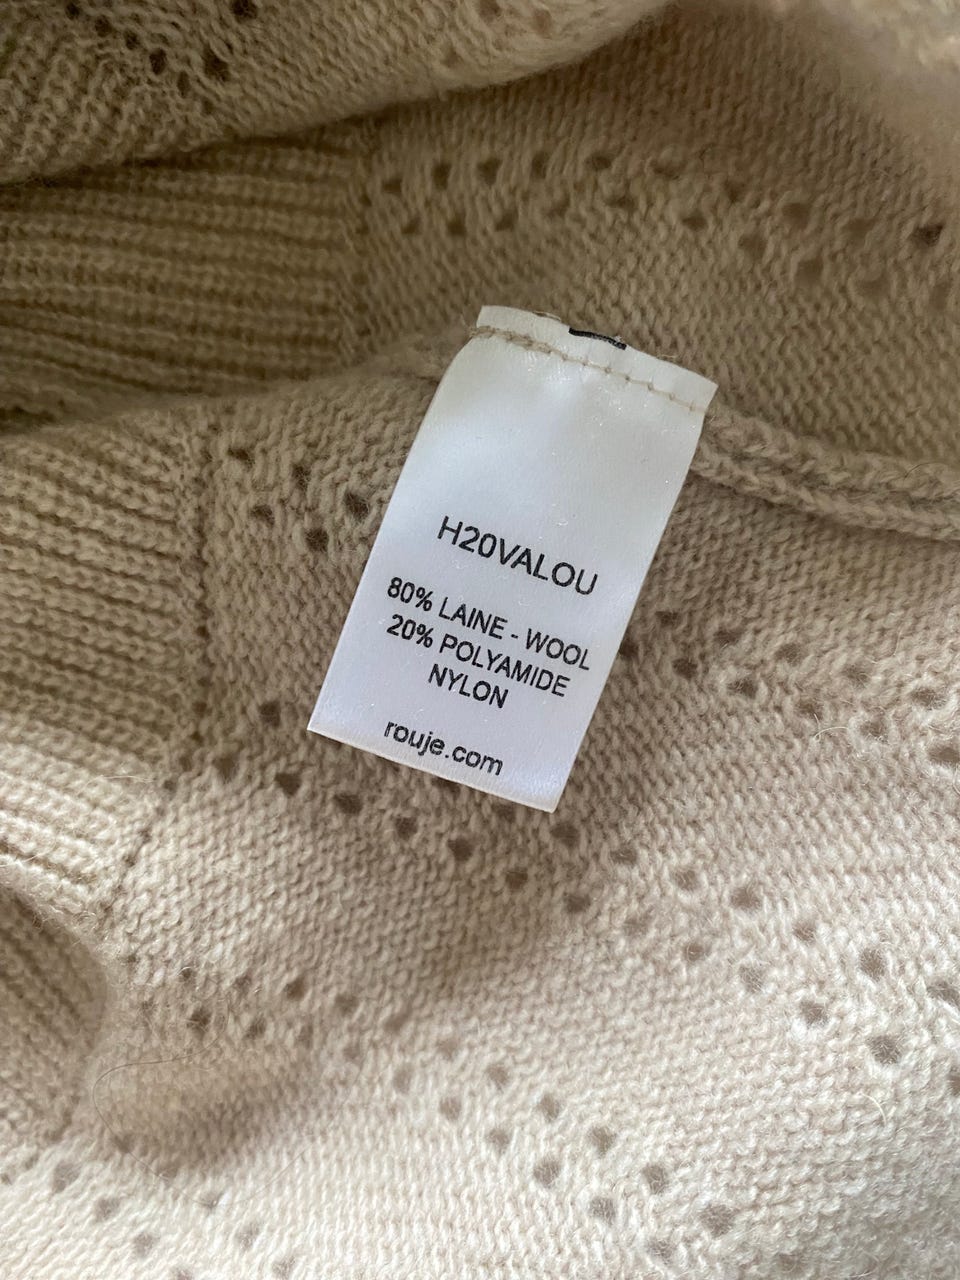 H20VALOU
80% LAINE - WOOL
20% POLYAMIDE
NYLON
rouje.com